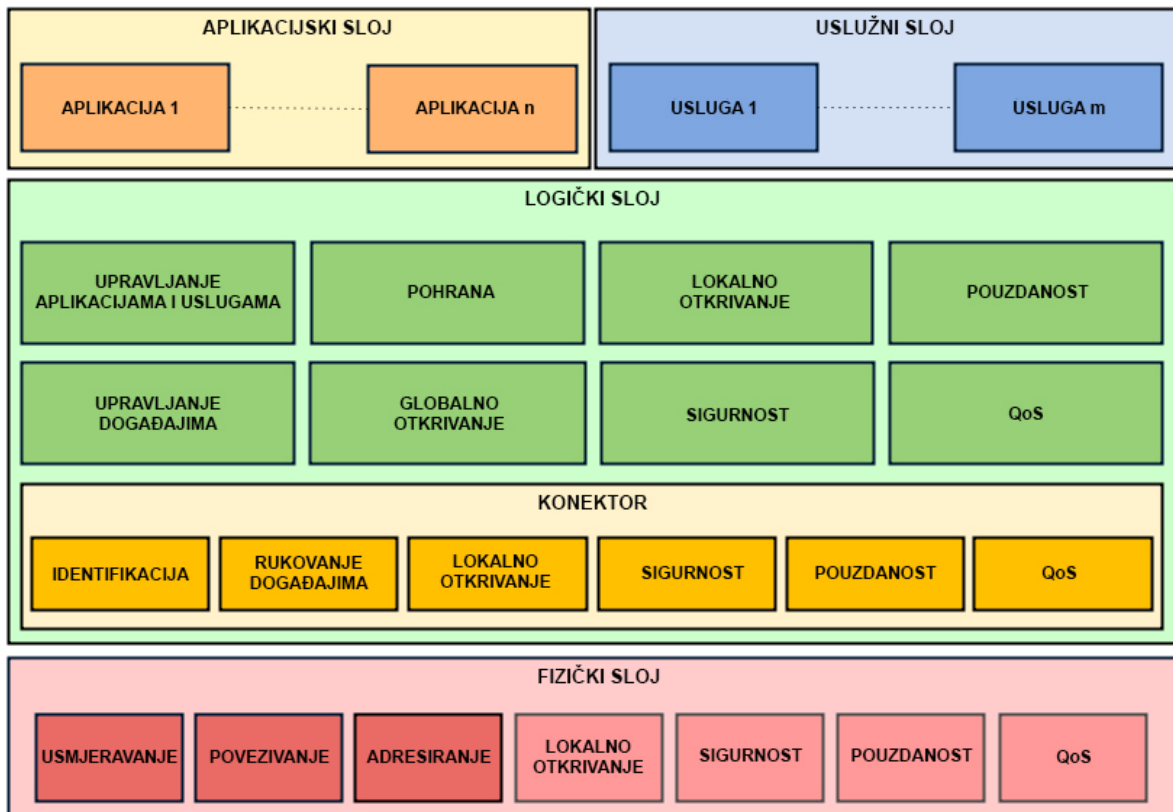 APLIKACIJSKI SLOJ
USLUŽNI SLOJ
APLIKACIJA 1
APLIKACIJA n
USLUGA 1
USLUGA m
LOGIČKI SLOJ
UPRAVLJANJE
APLIKACIJAMA I USLUGAMA
POHRANA
LOKALNO
OTKRIVANJE
POUZDANOST
UPRAVLJANJE
DOGAĐAJIMA
GLOBALNO
OTKRIVANJE
SIGURNOST
QoS
KONEKTOR
IDENTIFIKACIJA
RUKOVANJE
DOGAĐAJIMA
LOKALNO
OTKRIVANJE
SIGURNOST
POUZDANOST
QoS
FIZIČKI SLOJ
USMJERAVANJE
POVEZIVANJE
ADRESIRANJE
LOKALNO
OTKRIVANJE
SIGURNOST
POUZDANOST
QoS